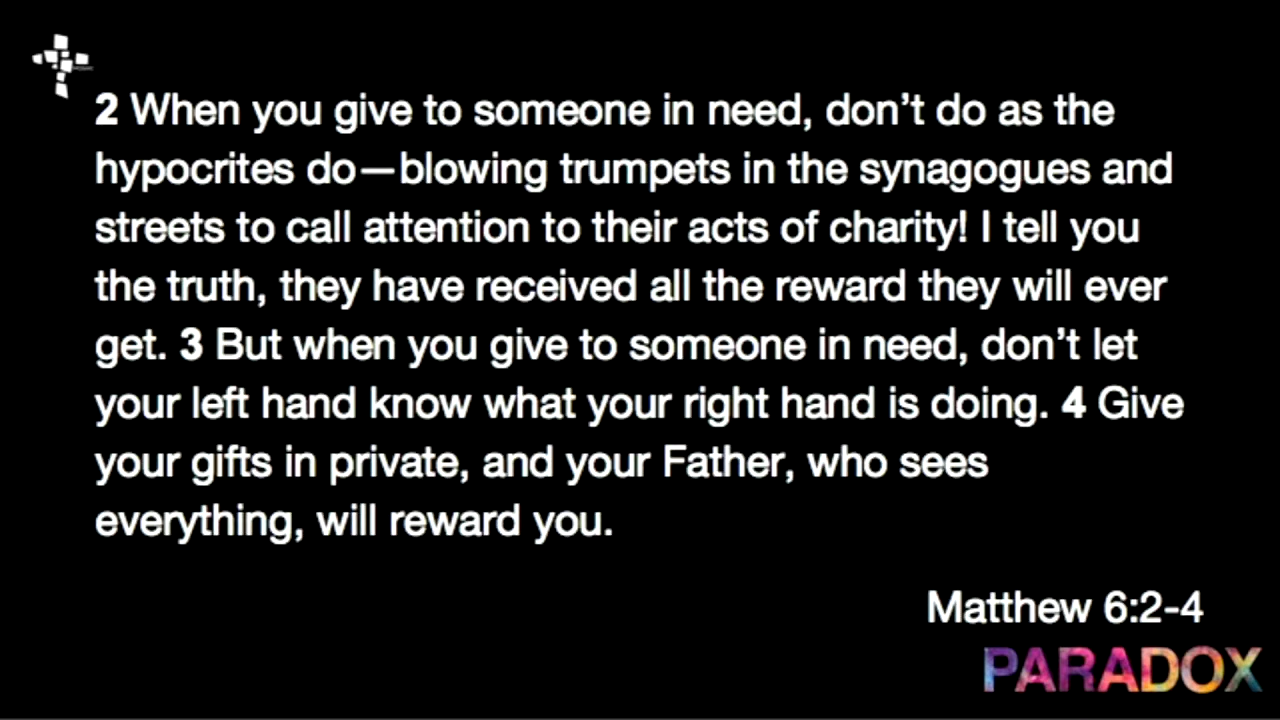 2 When you give to someone in need, don’t do as the
hypocrites do—blowing trumpets in the synagogues and
streets to call attention to their acts of charity! I tell you
the truth, they have received all the reward they will ever
get. 3 But when you give to someone in need, don’t let
your left hand know what your right hand is doing. 4 Give
your gifts in private, and your Father, who sees
everything, will reward you.
Matthew 6:2-4
PARADOX